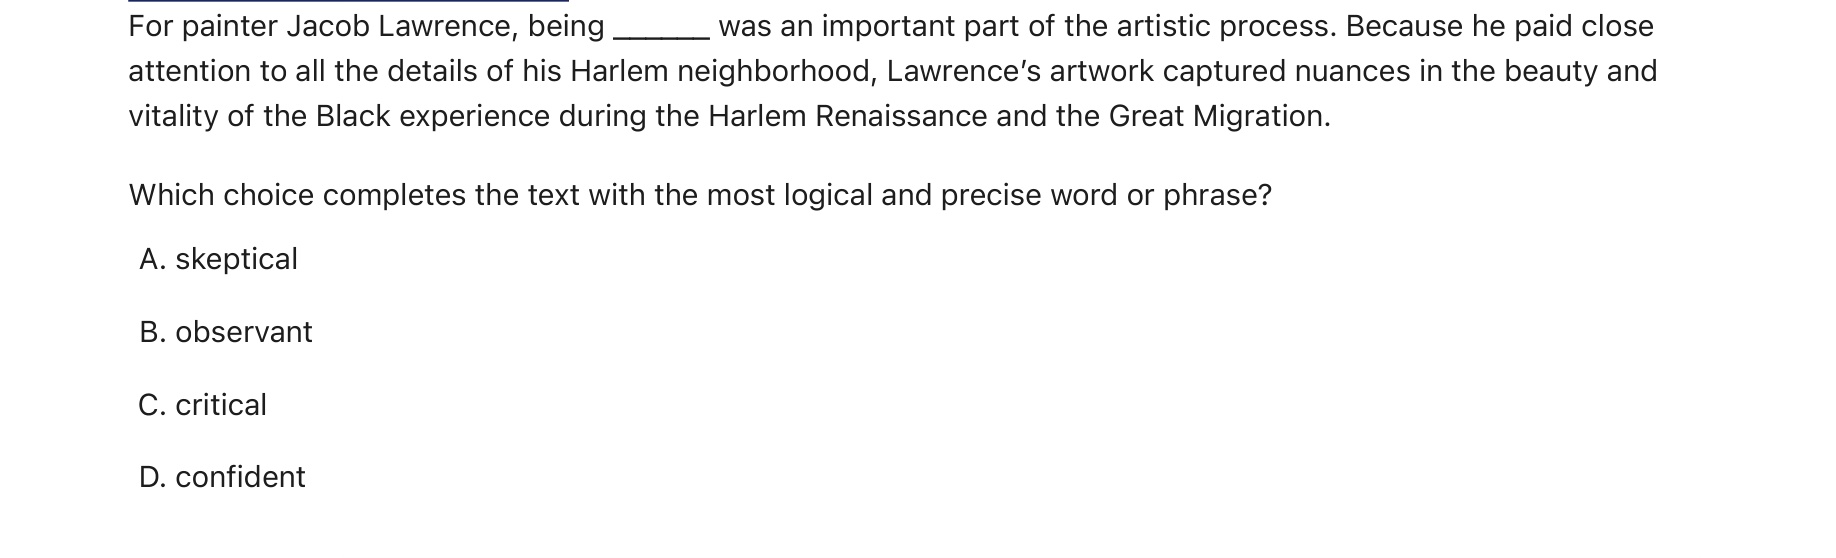 For painter Jacob Lawrence, being ______ was an important part of the artistic process. Because he paid close
attention to all the details of his Harlem neighborhood, Lawrence’s artwork captured nuances in the beauty and
vitality of the Black experience during the Harlem Renaissance and the Great Migration.
Which choice completes the text with the most logical and precise word or phrase?
A. skeptical
B. observant
C. critical
D. confident